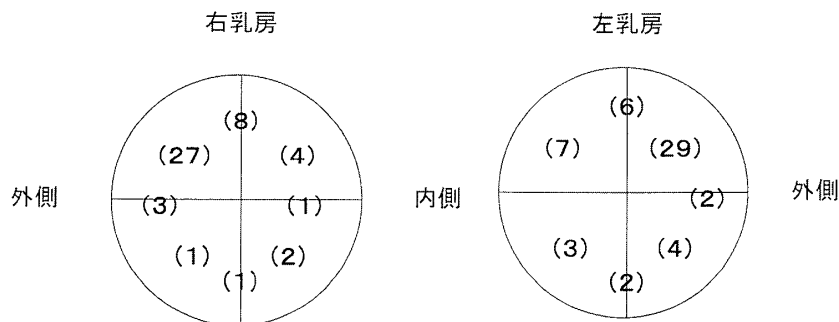 右乳房 左乳房
(8) (6)
(27) (4) (7) (29)
外側 (3) (1) 内側 (2) 外側
(1) (2) (3) (4)
(1) (2)